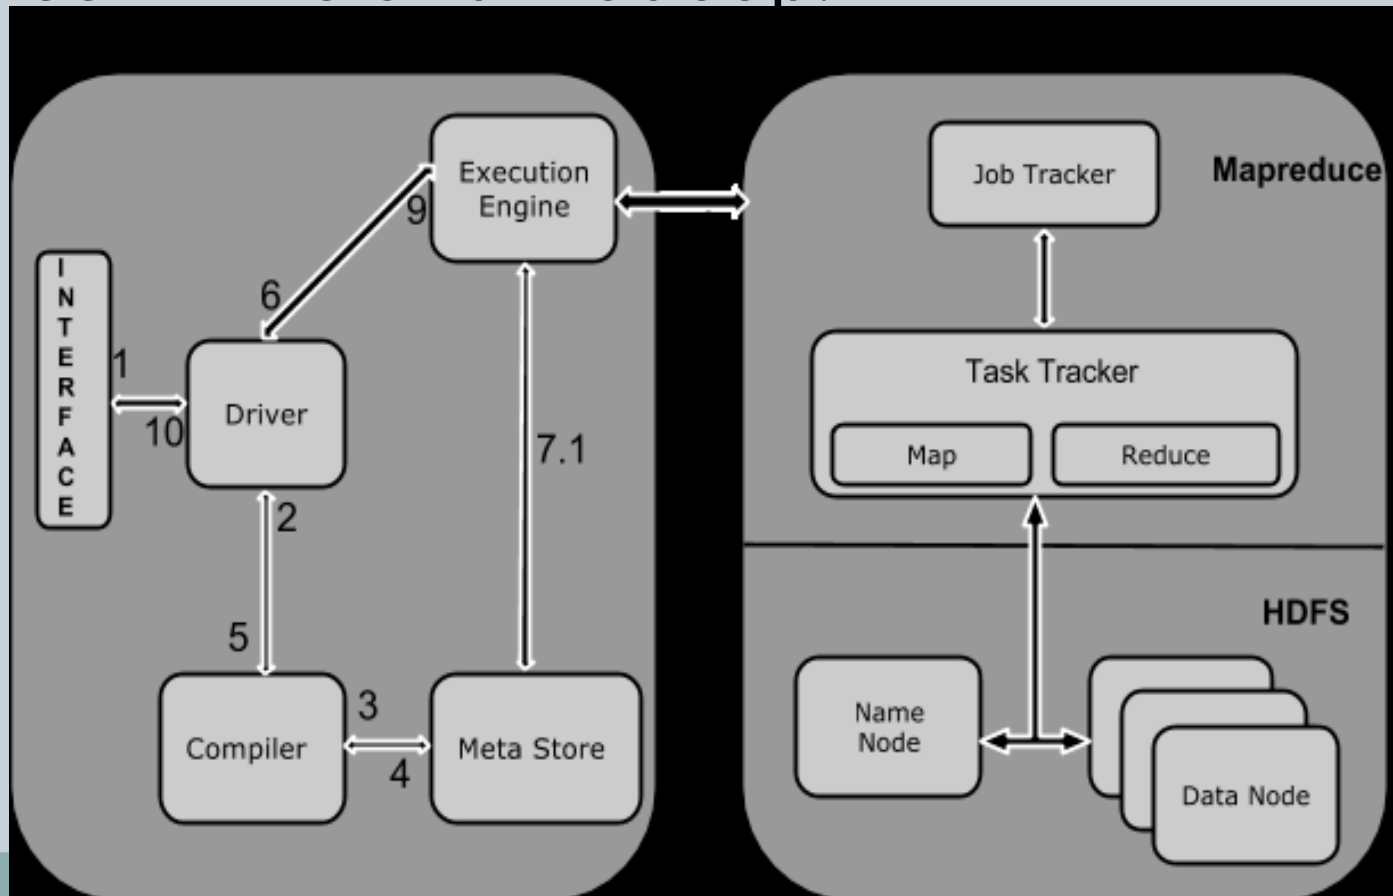 Execution
Engine
9
6
I
N
T
E
R
F
A
C
E
1
10
Driver
2
7.1
5
Compiler
3
4
Meta Store
Job Tracker
Mapreduce
Task Tracker
Map
Reduce
HDFS
Name
Node
Data Node